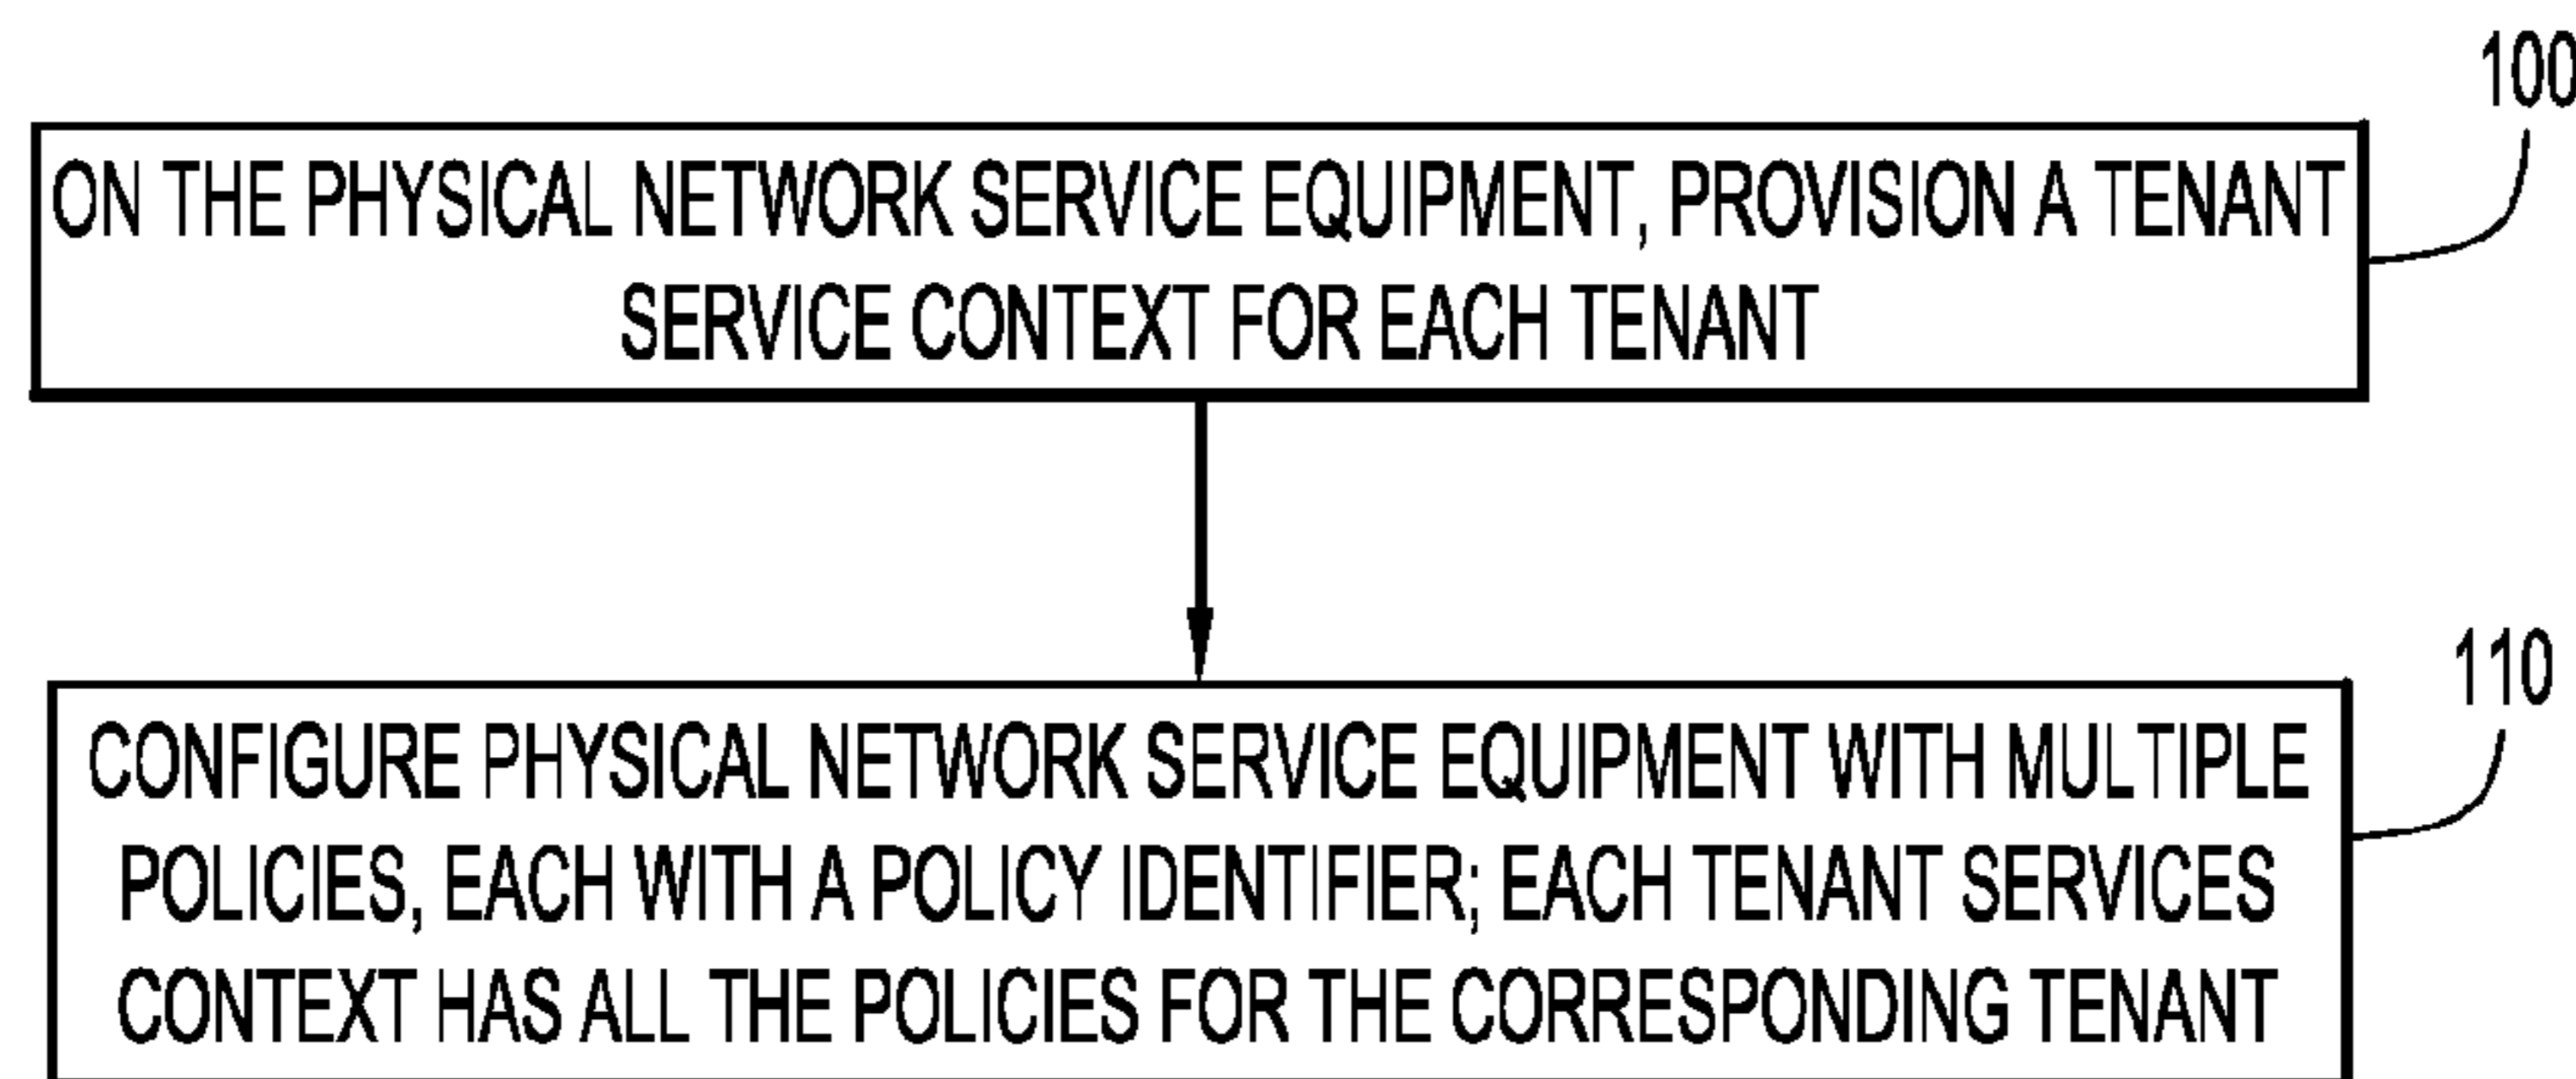 100
ON THE PHYSICAL NETWORK SERVICE EQUIPMENT, PROVISION A TENANT
SERVICE CONTEXT FOR EACH TENANT
110
CONFIGURE PHYSICAL NETWORK SERVICE EQUIPMENT WITH MULTIPLE
POLICIES, EACH WITH A POLICY IDENTIFIER; EACH TENANT SERVICES
CONTEXT HAS ALL THE POLICIES FOR THE CORRESPONDING TENANT